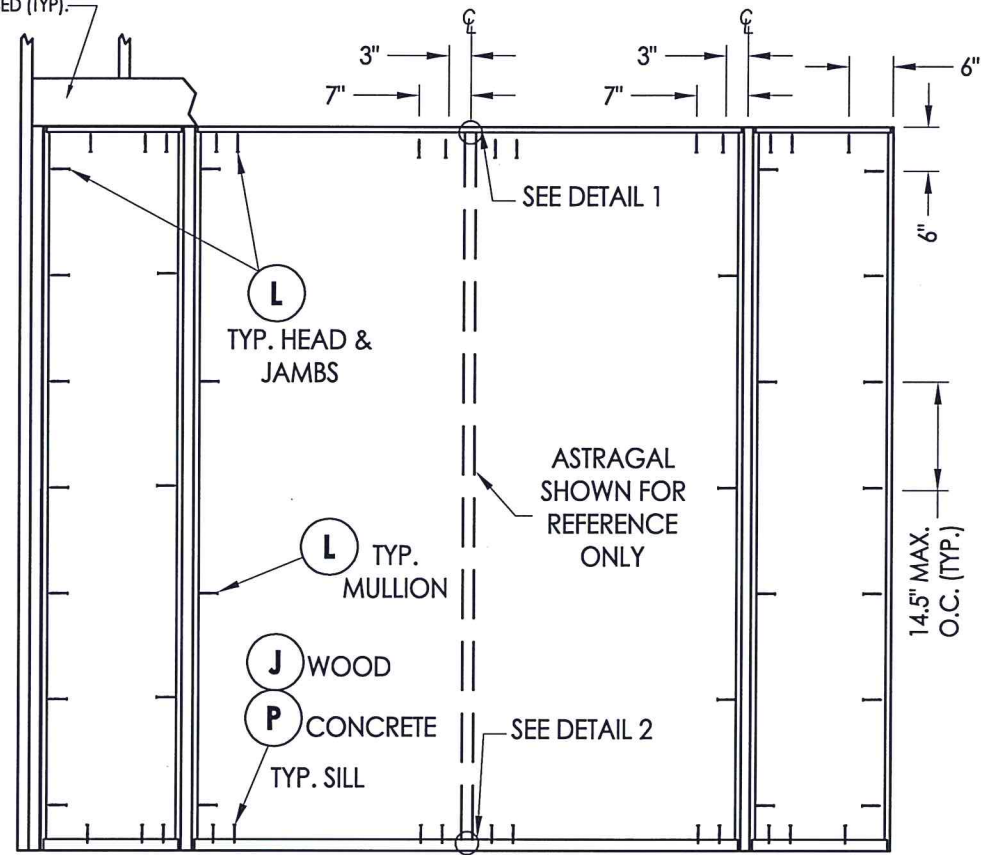 ED (TYP).
℄
℄
3"
3"
6"
7"
7"
SEE DETAIL 1
6"
L
TYP. HEAD &
JAMBS
ASTRAGAL
SHOWN FOR
REFERENCE
ONLY
14.5" MAX.
O.C. (TYP.)
L
TYP.
MULLION
J WOOD
P CONCRETE
TYP. SILL
SEE DETAIL 2